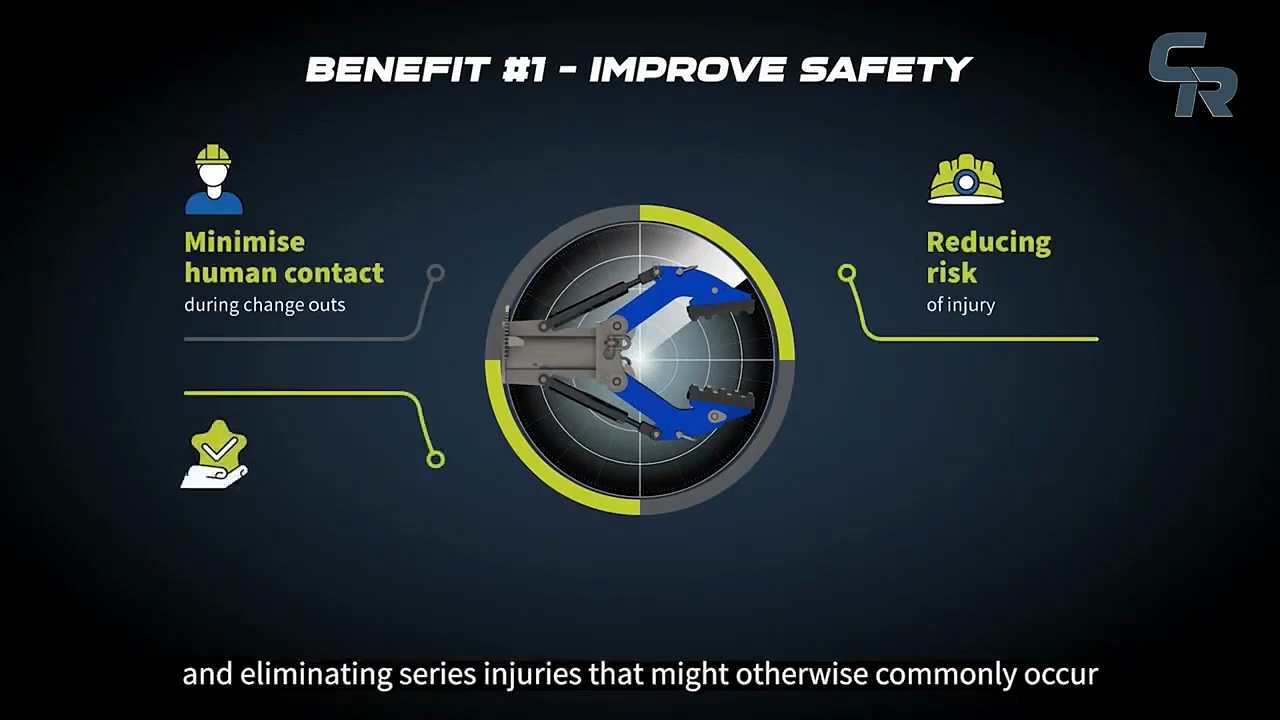 BENEFIT #1 - IMPROVE SAFETY
CR
Minimise
human contact
during change outs
Reducing
risk
of injury
and eliminating series injuries that might otherwise commonly occur